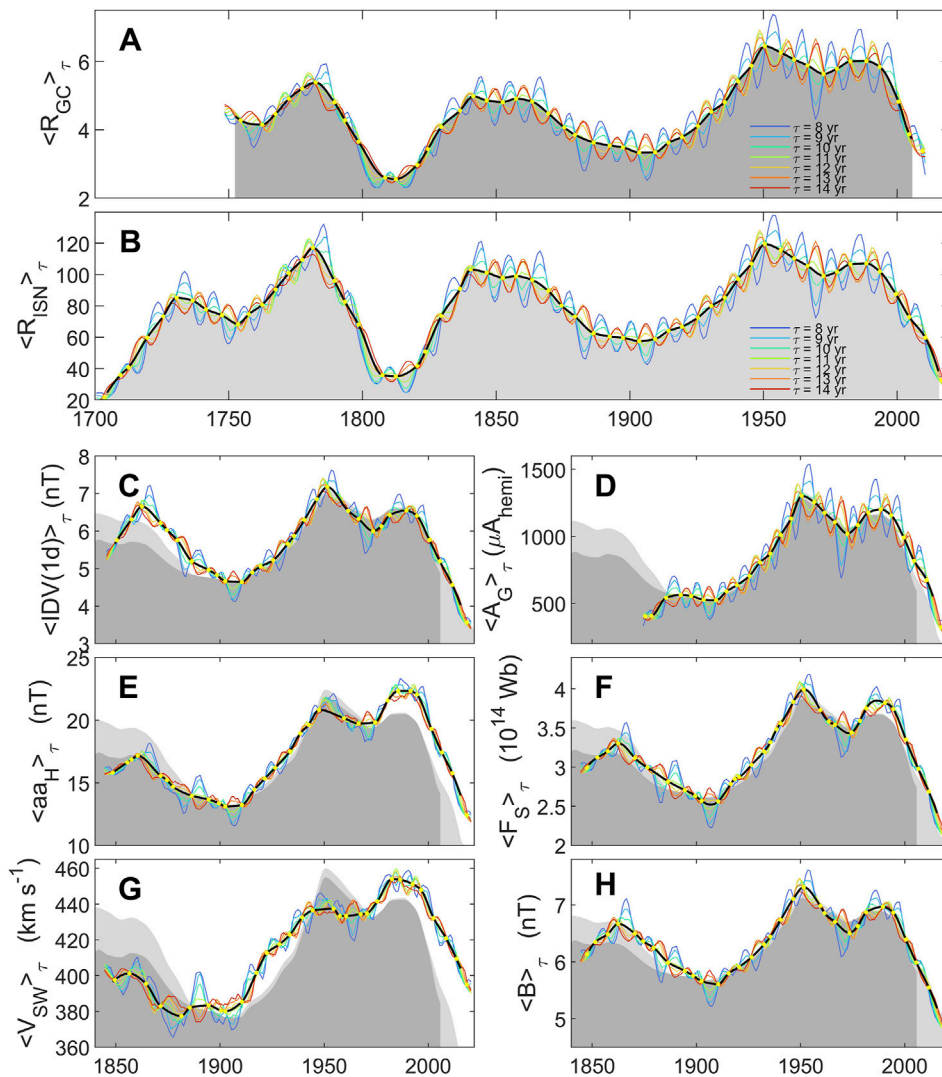 A
<R_GC>_τ
6
4
2
τ = 8 yr
τ = 9 yr
τ = 10 yr
τ = 11 yr
τ = 12 yr
τ = 13 yr
τ = 14 yr
B
<R_ISN>_τ
120
100
80
60
40
20
τ = 8 yr
τ = 9 yr
τ = 10 yr
τ = 11 yr
τ = 12 yr
τ = 13 yr
τ = 14 yr
1700 1750 1800 1850 1900 1950 2000
C
<IDV(1d)>_τ (nT)
8
7
6
5
4
3
D
<A_G>_τ (μA_hemi)
1500
1000
500
E
<aa_H>_τ (nT)
25
20
15
10
F
<F_S>_τ (10^14 Wb)
4
3.5
3
2.5
2
G
<V_SW>_τ (km s^-1)
460
440
420
400
380
360
1850 1900 1950 2000
H
<B>_τ (nT)
7
6
5
1850 1900 1950 2000